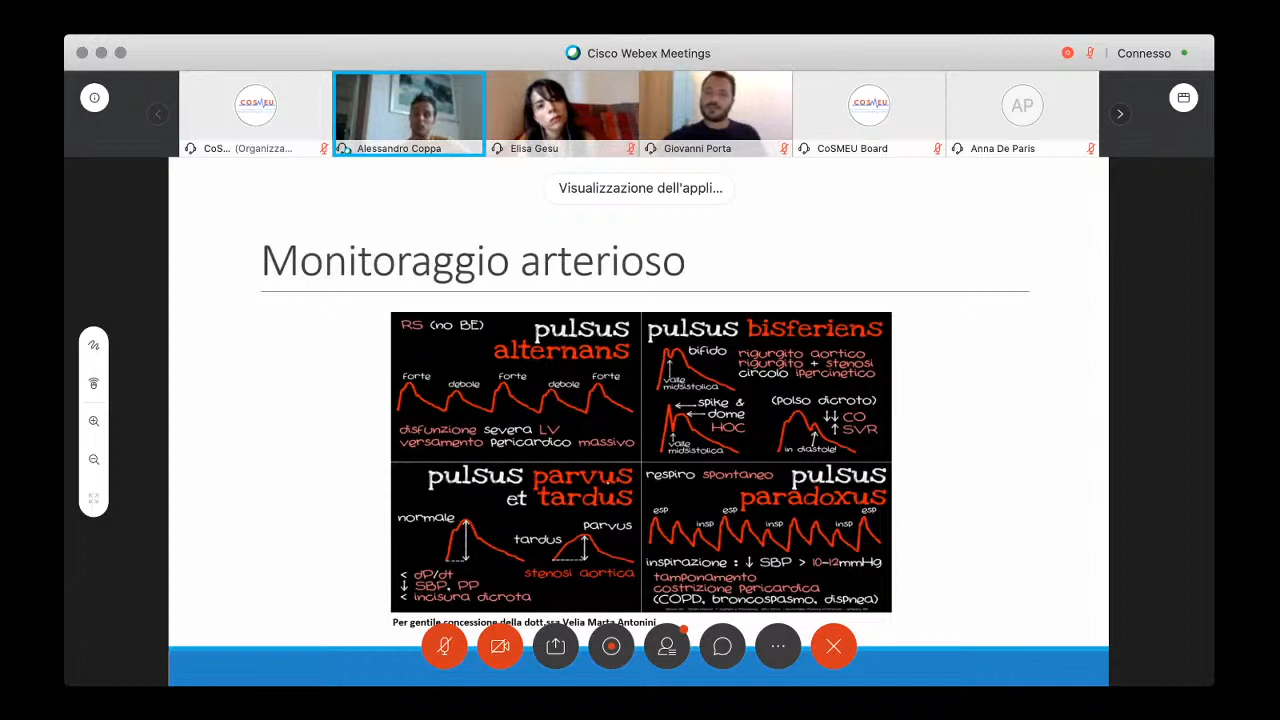 Cisco Webex Meetings
Connesso
COSMEU
COSMEU
AP
CoS... (Organizza...
Alessandro Coppa
Elisa Gesu
Giovanni Porta
CoSMEU Board
Anna De Paris
Visualizzazione dell'appli...
Monitoraggio arterioso
RS (no BE)
pulsus
alternans
forte
debole
forte
debole
forte
disfunzione severa LV
versamento pericardico massivo
pulsus bisferiens
bifido
valle
midsistolica
rigurgito aortico
rigurgito + stenosi
circolo ipercinetico
spike &
dome
HOC
valle
midsistolica
(polso dicroto)
↓↓ CO
↑ SVR
in diastole!
pulsus parvus
et tardus
normale
tardus
parvus
< dP/dt
↓ SBP, PP
< incisura dicrota
stenosi aortica
respiro spontaneo
pulsus
paradoxus
esp
insp
esp
insp
insp
esp
inspirazione : ↓ SBP > 10-12mmHg
tamponamento
costrizione pericardica
(COPD, broncospasmo, dispnea)
Per gentile concessione della dott.ssa Velia Marta Antonini